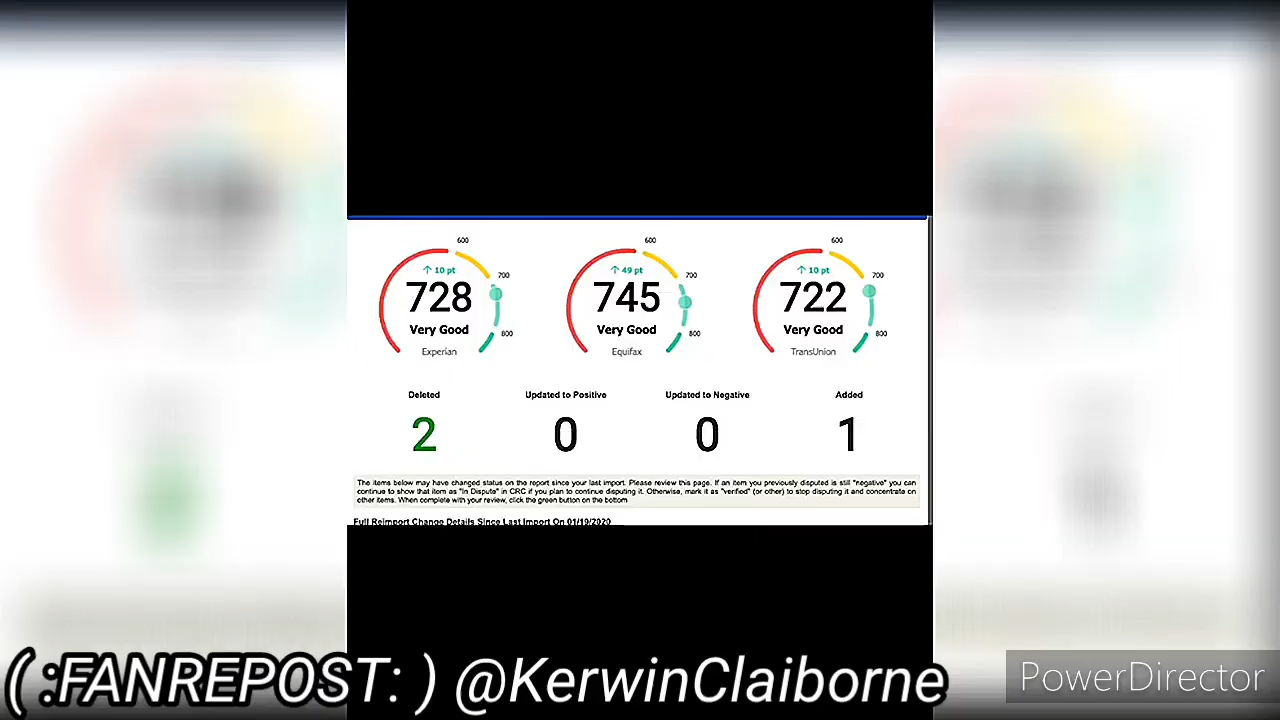 600 600 600
↑ 10 pt ↑ 49 pt ↑ 10 pt
700 700 700
728 745 722
Very Good Very Good Very Good
800 800 800
Experian Equifax TransUnion
Deleted Updated to Positive Updated to Negative Added
2 0 0 1
The items below may have changed status on the report since your last import. Please review this page. If an item you previously disputed is still "negative" you can
continue to show that item as "In Dispute" in CRC if you plan to continue disputing it. Otherwise, mark it as "verified" (or other) to stop disputing it and concentrate on
other items. When complete with your review, click the green button on the bottom
Full Reimport Change Details Since Last Import On 01/19/2020
( :FANREPOST: ) @KerwinClaiborne
PowerDirector